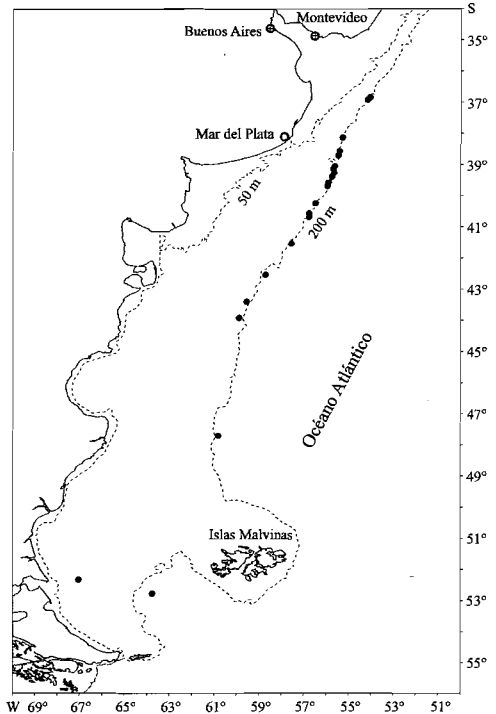 S
Montevideo
Buenos Aires
35°
37°
Mar del Plata
39°
50 m
200 m
41°
43°
45°
Océano Atlántico
47°
49°
Islas Malvinas
51°
53°
55°
W 69° 67° 65° 63° 61° 59° 57° 55° 53° 51°